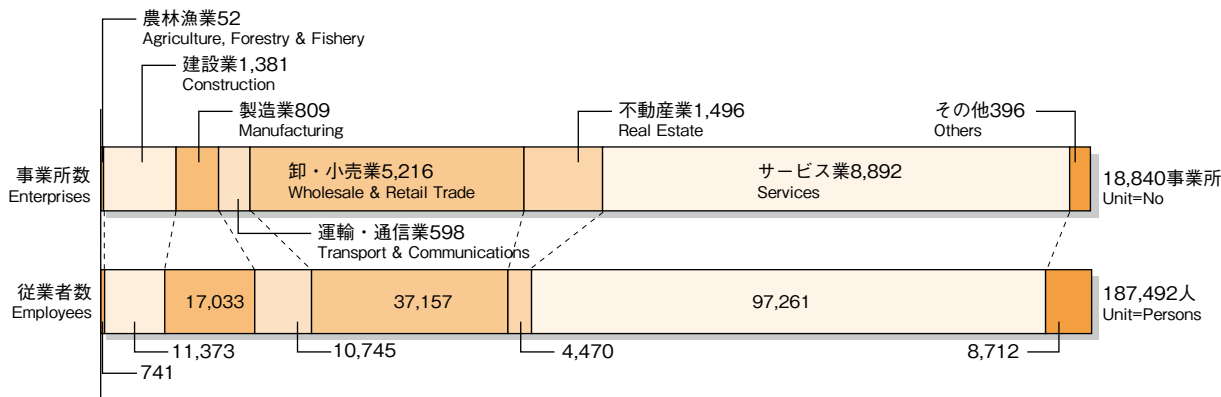 農林漁業52
Agriculture, Forestry & Fishery
建設業1,381
Construction
製造業809
Manufacturing
不動産業1,496
Real Estate
その他396
Others
事業所数
Enterprises
卸・小売業5,216
Wholesale & Retail Trade
サービス業8,892
Services
18,840事業所
Unit=No
運輸・通信業598
Transport & Communications
従業者数
Employees
17,033
37,157
97,261
187,492人
Unit=Persons
11,373
10,745
4,470
8,712
741